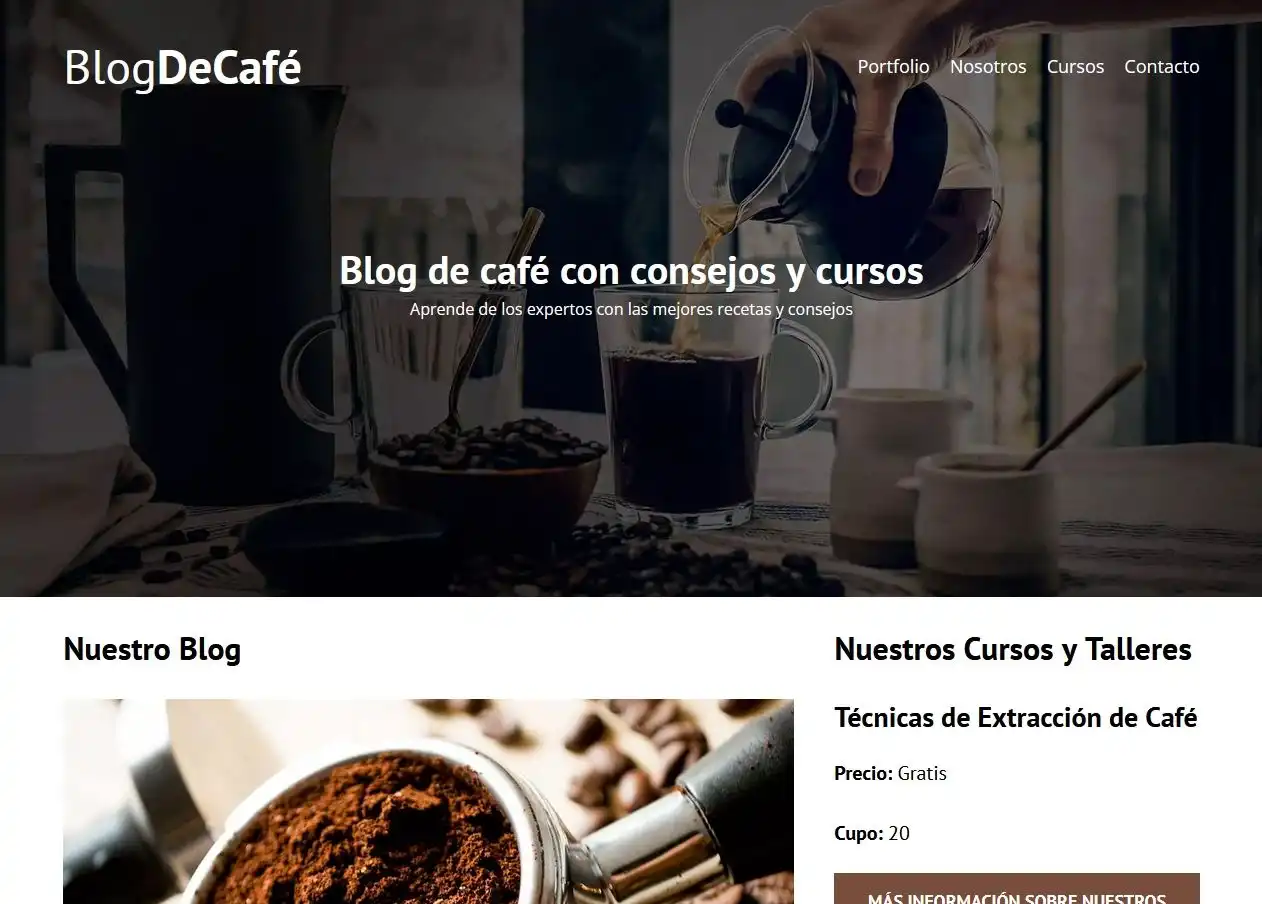 BlogDeCafé
Portfolio Nosotros Cursos Contacto
Blog de café con consejos y cursos
Aprende de los expertos con las mejores recetas y consejos
Nuestro Blog
Nuestros Cursos y Talleres
Técnicas de Extracción de Café
Precio: Gratis
Cupo: 20
MÁS INFORMACIÓN SOBRE NUESTROS